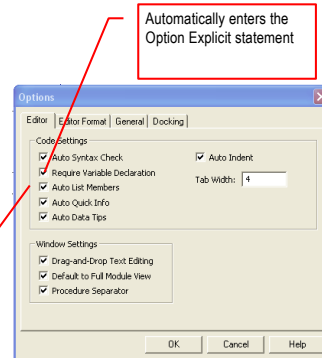 Automatically enters the
Option Explicit statement
Options
Editor Editor Format General Docking
Code Settings
Auto Syntax Check Auto Indent
Require Variable Declaration Tab Width: 4
Auto List Members
Auto Quick Info
Auto Data Tips
Window Settings
Drag-and-Drop Text Editing
Default to Full Module View
Procedure Separator
OK Cancel Help